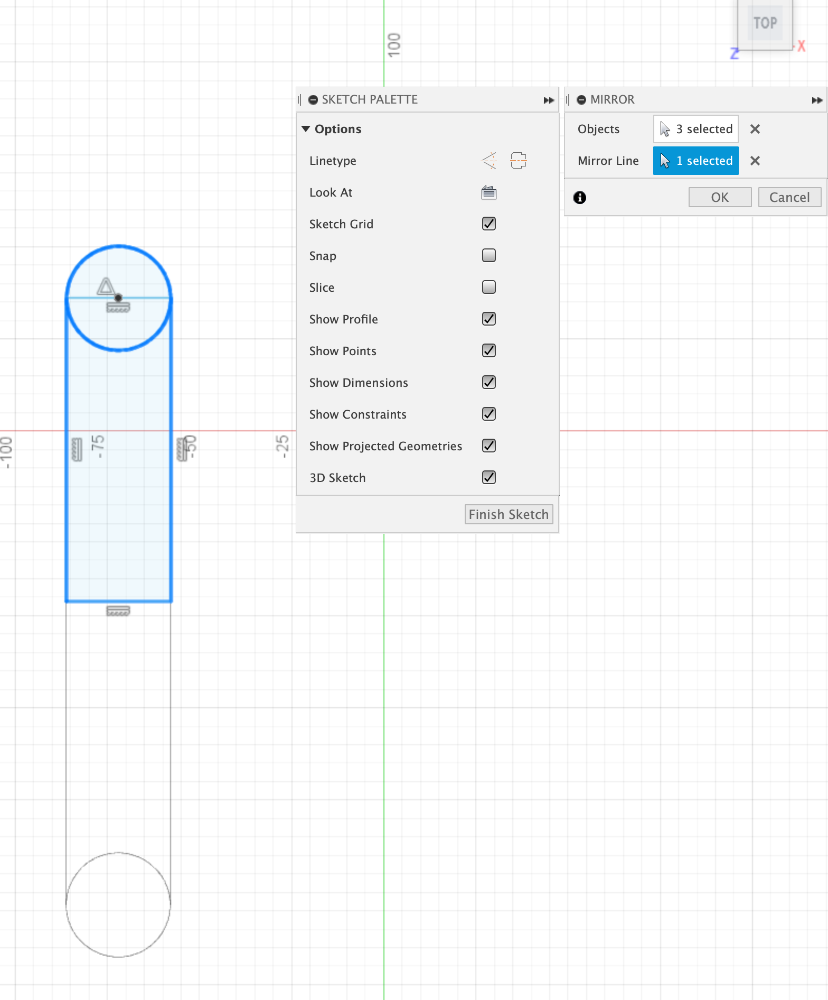 TOP
X
Z
100
SKETCH PALETTE
Options
Linetype
Look At
Sketch Grid
Snap
Slice
Show Profile
Show Points
Show Dimensions
Show Constraints
Show Projected Geometries
3D Sketch
Finish Sketch
MIRROR
Objects 3 selected
Mirror Line 1 selected
OK Cancel
-100
-75
-50
-25